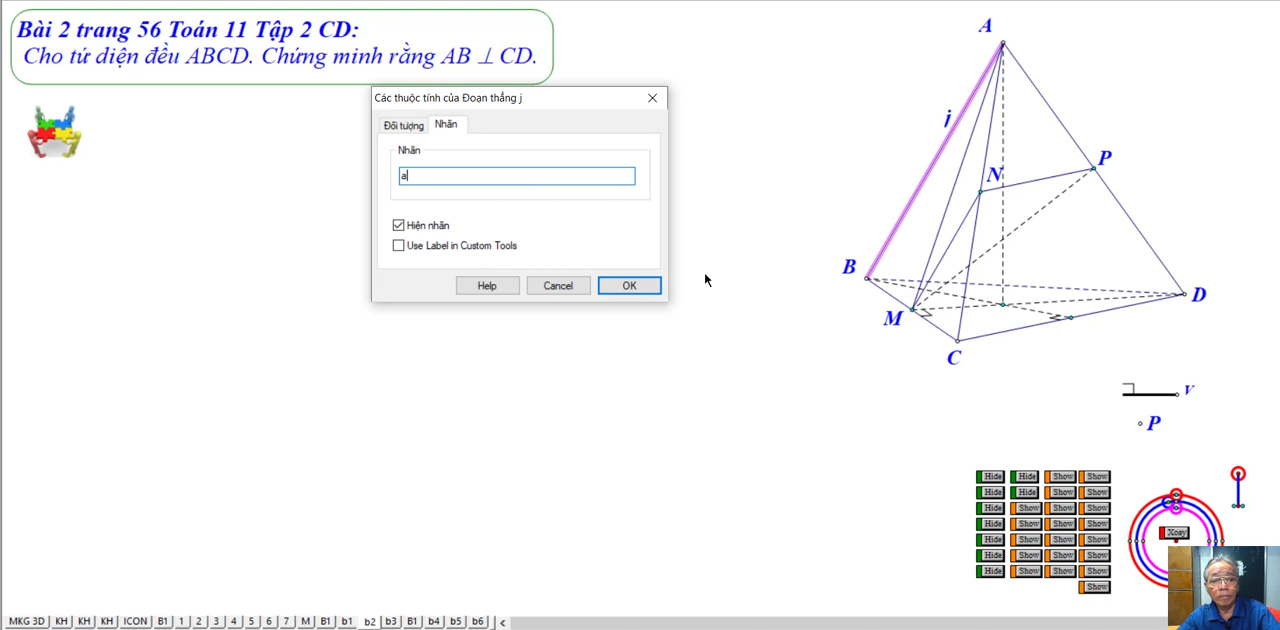 Bài 2 trang 56 Toán 11 Tập 2 CD:
Cho tứ diện đều ABCD. Chứng minh rằng AB ⊥ CD.
Các thuộc tính của Đoạn thẳng j
Đối tượng
Nhãn
Nhãn
a
Hiện nhãn
Use Label in Custom Tools
Help
Cancel
OK
A
j
P
N
B
D
M
C
V
P
Hide Hide Show Show
Hide Hide Show Show
Hide Show Show Show
Hide Show Show Show
Hide Show Show Show
Hide Show Show Show
Hide Show Show Show
Show
Xoay
MKG 3D KH KH KH ICON B1 1 2 3 4 5 6 7 M B1 b1 b2 b3 B1 b4 b5 b6